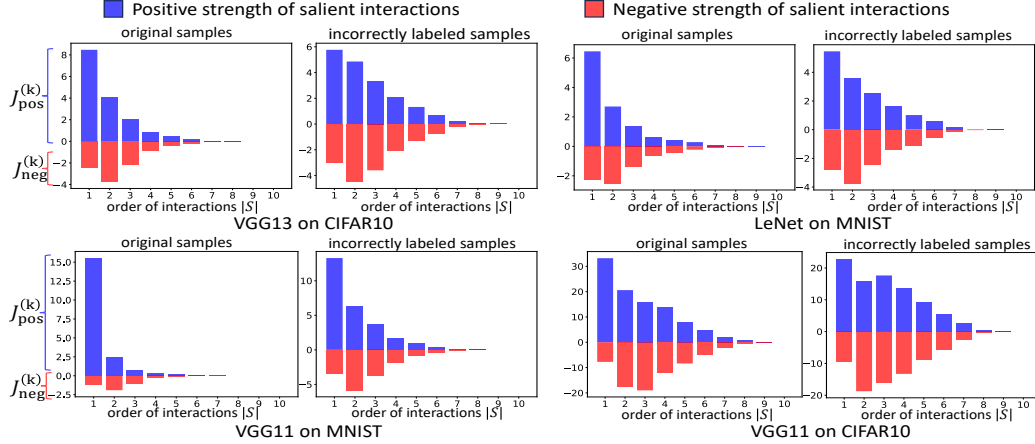 Positive strength of salient interactions
Negative strength of salient interactions
original samples
incorrectly labeled samples
original samples
incorrectly labeled samples
J_pos^(k)
J_neg^(k)
8
6
4
2
0
−2
−4
1 2 3 4 5 6 7 8 9 10
order of interactions |S|
6
4
2
0
−2
−4
1 2 3 4 5 6 7 8 9 10
order of interactions |S|
VGG13 on CIFAR10
6
4
2
0
−2
1 2 3 4 5 6 7 8 9 10
order of interactions |S|
4
2
0
−2
−4
1 2 3 4 5 6 7 8 9 10
order of interactions |S|
LeNet on MNIST
original samples
incorrectly labeled samples
original samples
incorrectly labeled samples
J_pos^(k)
J_neg^(k)
15.0
12.5
10.0
7.5
5.0
2.5
0.0
−2.5
1 2 3 4 5 6 7 8 9 10
order of interactions |S|
10
5
0
−5
1 2 3 4 5 6 7 8 9 10
order of interactions |S|
VGG11 on MNIST
30
20
10
0
−10
−20
1 2 3 4 5 6 7 8 9 10
order of interactions |S|
20
10
0
−10
−20
1 2 3 4 5 6 7 8 9 10
order of interactions |S|
VGG11 on CIFAR10